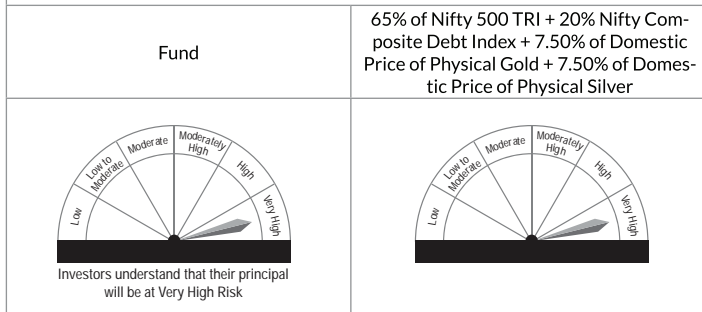 Fund
65% of Nifty 500 TRI + 20% Nifty Com-
posite Debt Index + 7.50% of Domestic
Price of Physical Gold + 7.50% of Domes-
tic Price of Physical Silver
Low
Low to
Moderate
Moderate
Moderately
High
High
Very High
Investors understand that their principal
will be at Very High Risk
Low
Low to
Moderate
Moderate
Moderately
High
High
Very High